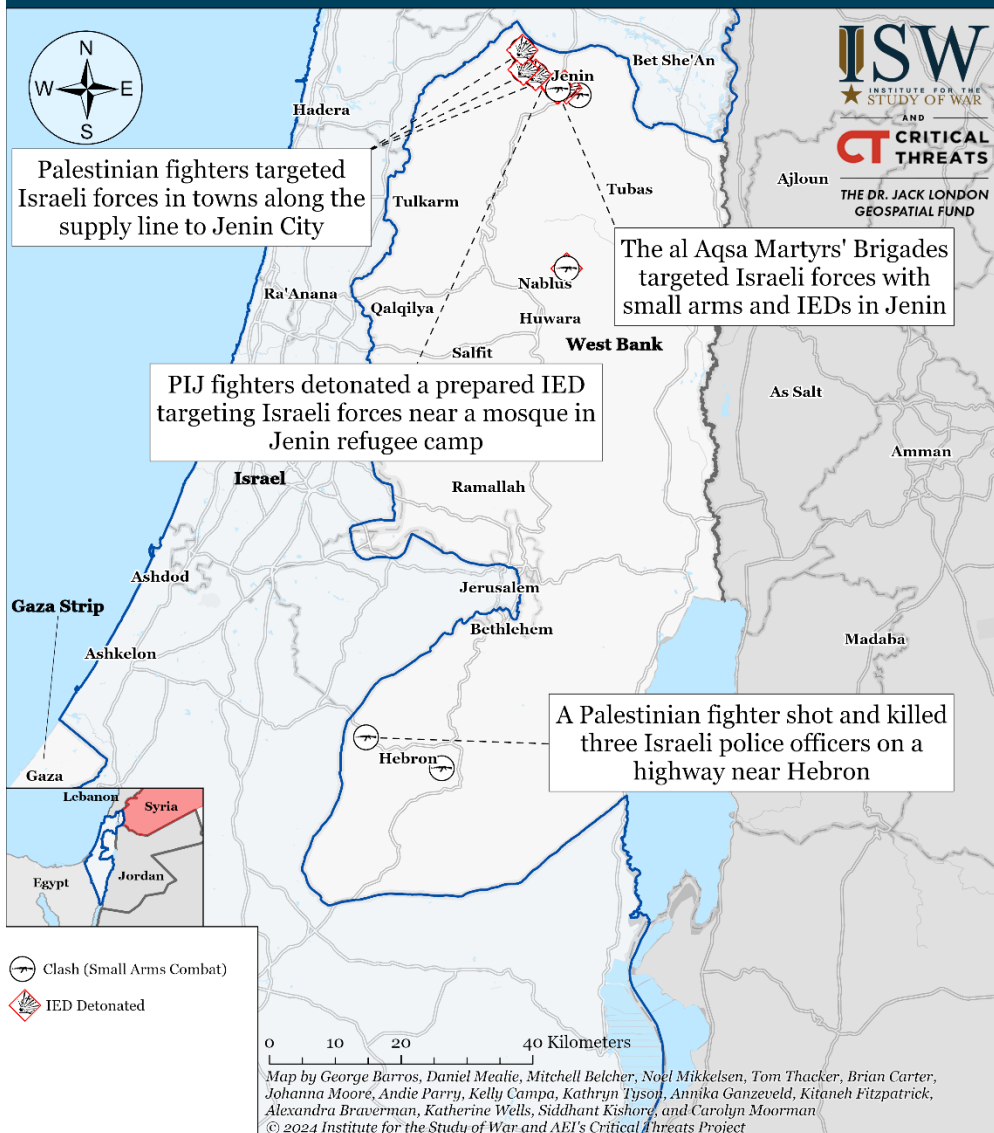 N
W
E
S
ISW
INSTITUTE FOR THE
STUDY OF WAR
AND
CT CRITICAL
THREATS
THE DR. JACK LONDON
GEOSPATIAL FUND
Bet She'An
Jenin
Hadera
Palestinian fighters targeted
Israeli forces in towns along the
supply line to Jenin City
Ajloun
Tubas
Tulkarm
The al Aqsa Martyrs' Brigades
targeted Israeli forces with
small arms and IEDs in Jenin
Nablus
Ra'Anana
Qalqilya
Huwara
West Bank
Salfit
PIJ fighters detonated a prepared IED
targeting Israeli forces near a mosque in
Jenin refugee camp
As Salt
Amman
Israel
Ramallah
Ashdod
Jerusalem
Gaza Strip
Bethlehem
Madaba
Ashkelon
A Palestinian fighter shot and killed
three Israeli police officers on a
highway near Hebron
Hebron
Gaza
Lebanon
Syria
Egypt
Jordan
Clash (Small Arms Combat)
IED Detonated
0 10 20 40 Kilometers
Map by George Barros, Daniel Mealie, Mitchell Belcher, Noel Mikkelsen, Tom Thacker, Brian Carter,
Johanna Moore, Andie Parry, Kelly Campa, Kathryn Tyson, Annika Ganzeveld, Kitaneh Fitzpatrick,
Alexandra Braverman, Katherine Wells, Siddhant Kishore, and Carolyn Moorman
© 2024 Institute for the Study of War and AEI's Critical Threats Project